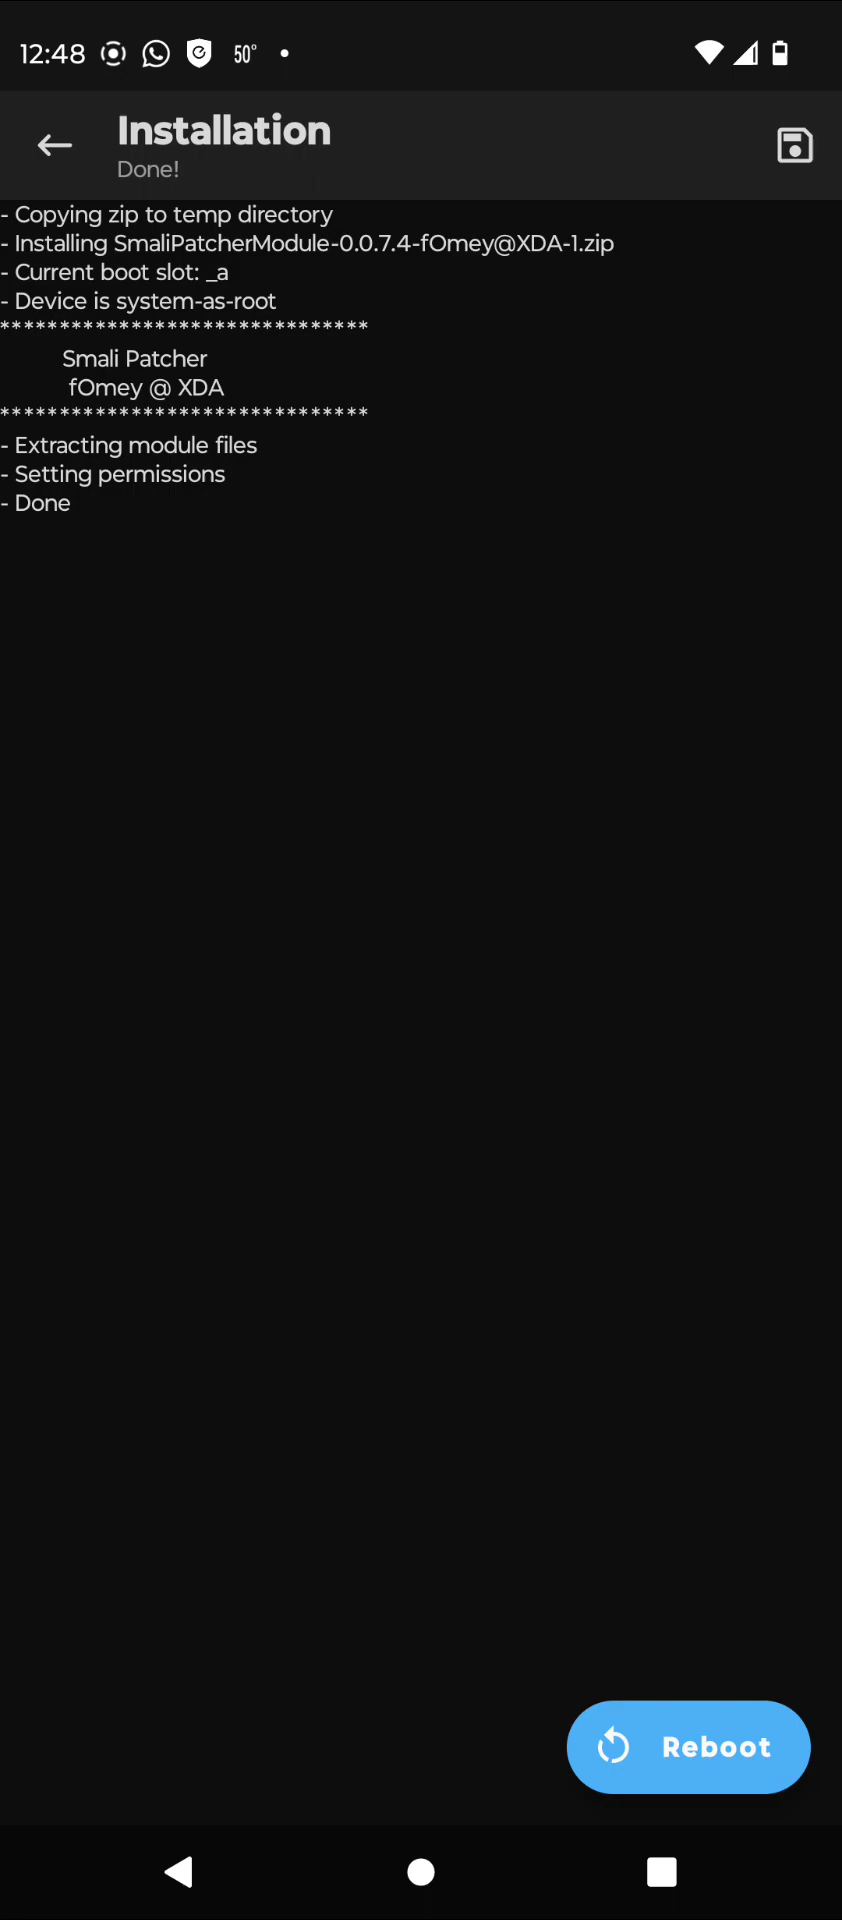 12:48 50°
Installation
Done!
- Copying zip to temp directory
- Installing SmaliPatcherModule-0.0.7.4-fOmey@XDA-1.zip
- Current boot slot: _a
- Device is system-as-root
*******************************
Smali Patcher
fOmey @ XDA
*******************************
- Extracting module files
- Setting permissions
- Done
Reboot